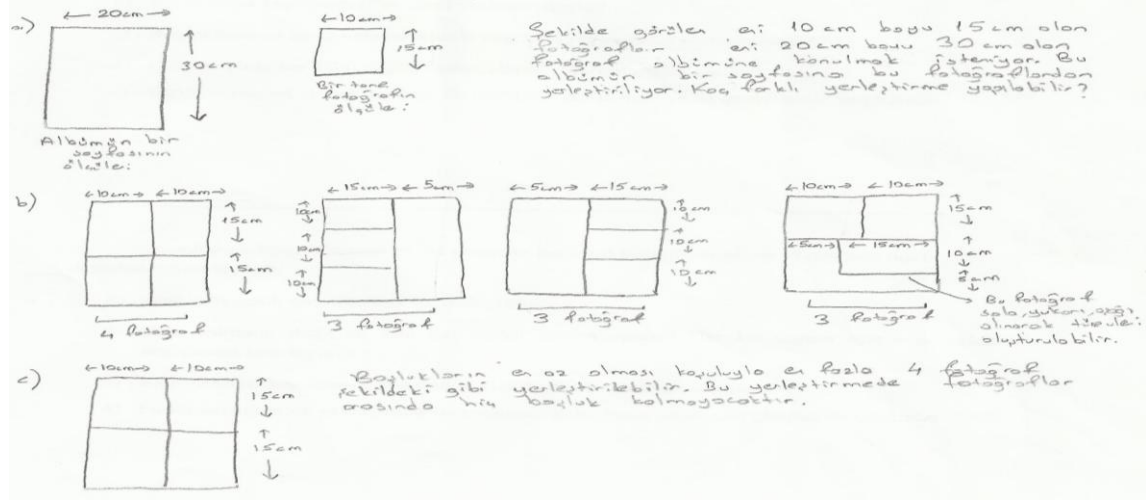 a)
← 20cm →
↑
30cm
↓
Albümün bir
sayfasının
ölçüleri
← 10cm →
↑
15cm
↓
Bir tane
fotoğrafın
ölçüleri
Şekilde görülen eni 10 cm boyu 15 cm olan
fotoğraflar eni 20 cm boyu 30 cm olan
fotoğraf albümüne konulmak isteniyor. Bu
albümün bir sayfasına bu fotoğraflardan
yerleştiriliyor. Kaç farklı yerleştirme yapılabilir?
b)
←10cm→ ←10cm→
↑
15cm
↓
↑
15cm
↓
4 fotoğraf
←15cm→ ←5cm→
↑
10cm
↓
↑
10cm
↓
↑
10cm
↓
3 fotoğraf
←5cm→ ←15cm→
↑
10cm
↓
↑
10cm
↓
↑
10cm
↓
3 fotoğraf
←10cm→ ←10cm→
↑
15cm
↓
←5cm→ ←15cm→
↑
10cm
↓
↑
5cm
↓
3 fotoğraf
Bu fotoğraf
sola, yukarı, aşağı
alınarak türevleri
oluşturulabilir.
c)
←10cm→ ←10cm→
↑
15cm
↓
↑
15cm
↓
Boşlukların en az olması koşuluyla en fazla 4 fotoğraf
şekildeki gibi yerleştirilebilir. Bu yerleştirmede fotoğraflar
arasında hiç boşluk kalmayacaktır.